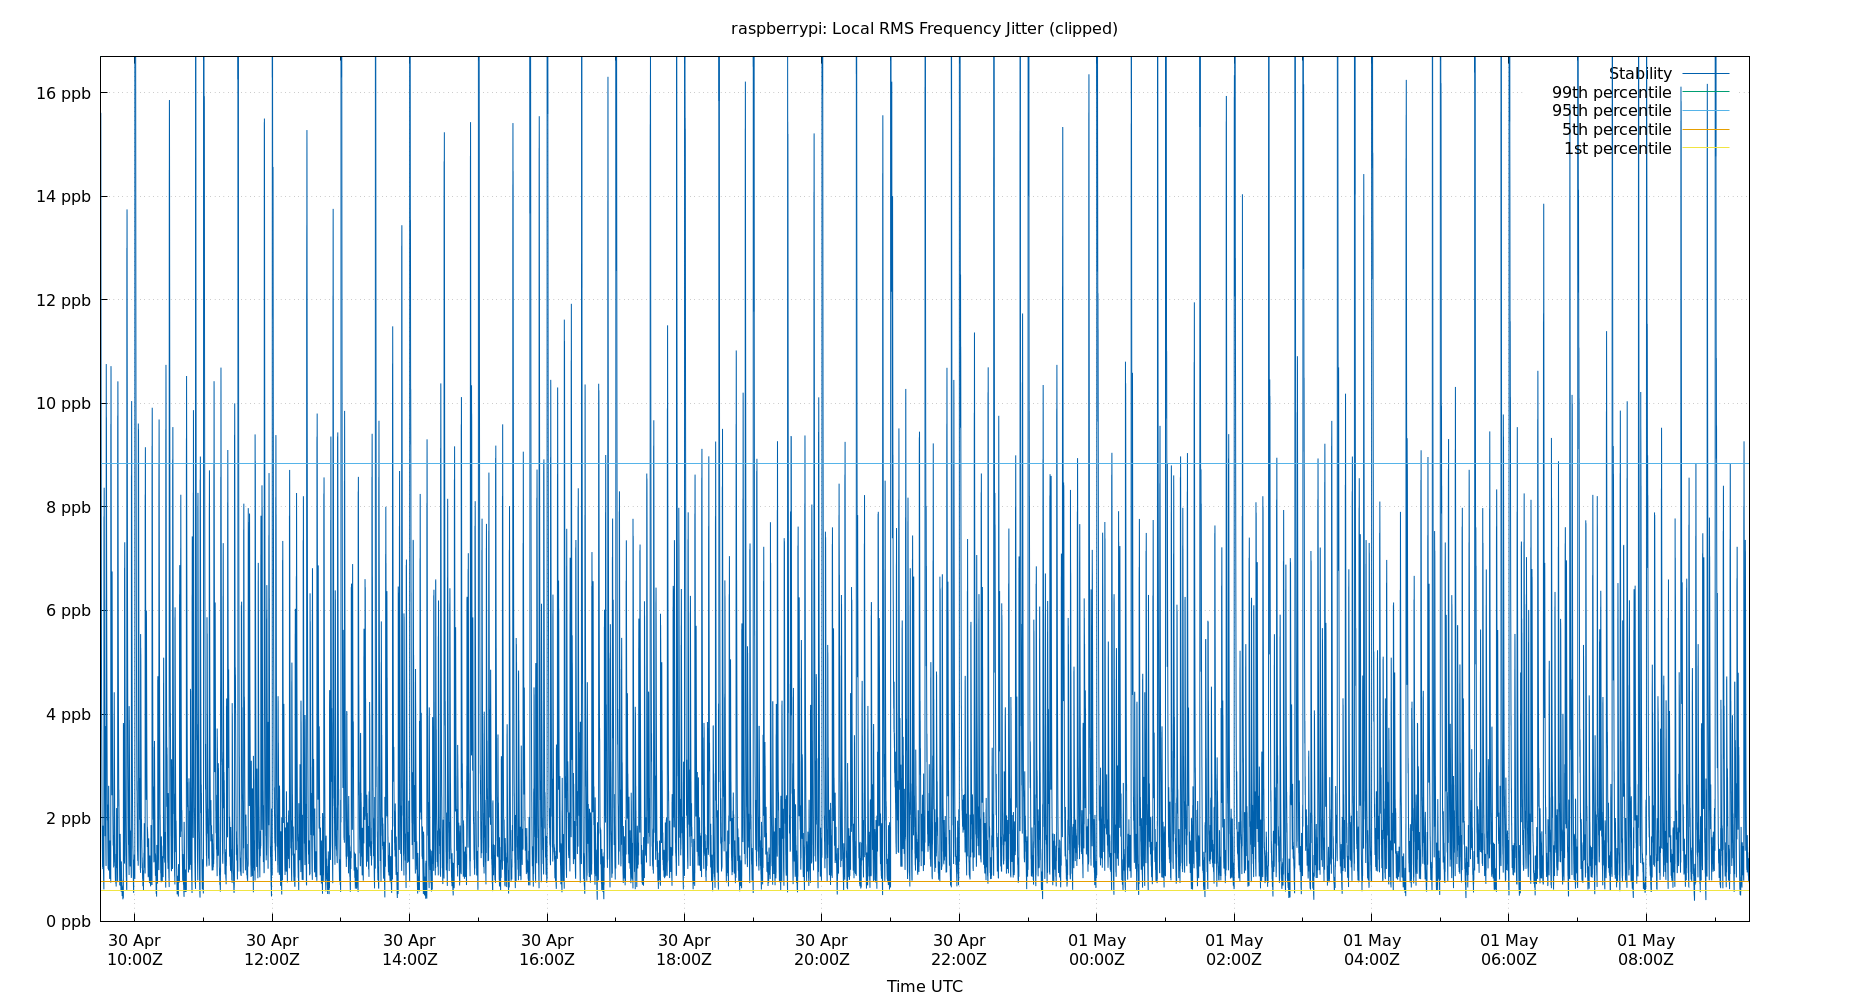 raspberrypi: Local RMS Frequency Jitter (clipped)
Stability
99th percentile
95th percentile
5th percentile
1st percentile
16 ppb
14 ppb
12 ppb
10 ppb
8 ppb
6 ppb
4 ppb
2 ppb
0 ppb
30 Apr 30 Apr 30 Apr 30 Apr 30 Apr 30 Apr 30 Apr 01 May 01 May 01 May 01 May 01 May
10:00Z 12:00Z 14:00Z 16:00Z 18:00Z 20:00Z 22:00Z 00:00Z 02:00Z 04:00Z 06:00Z 08:00Z
Time UTC